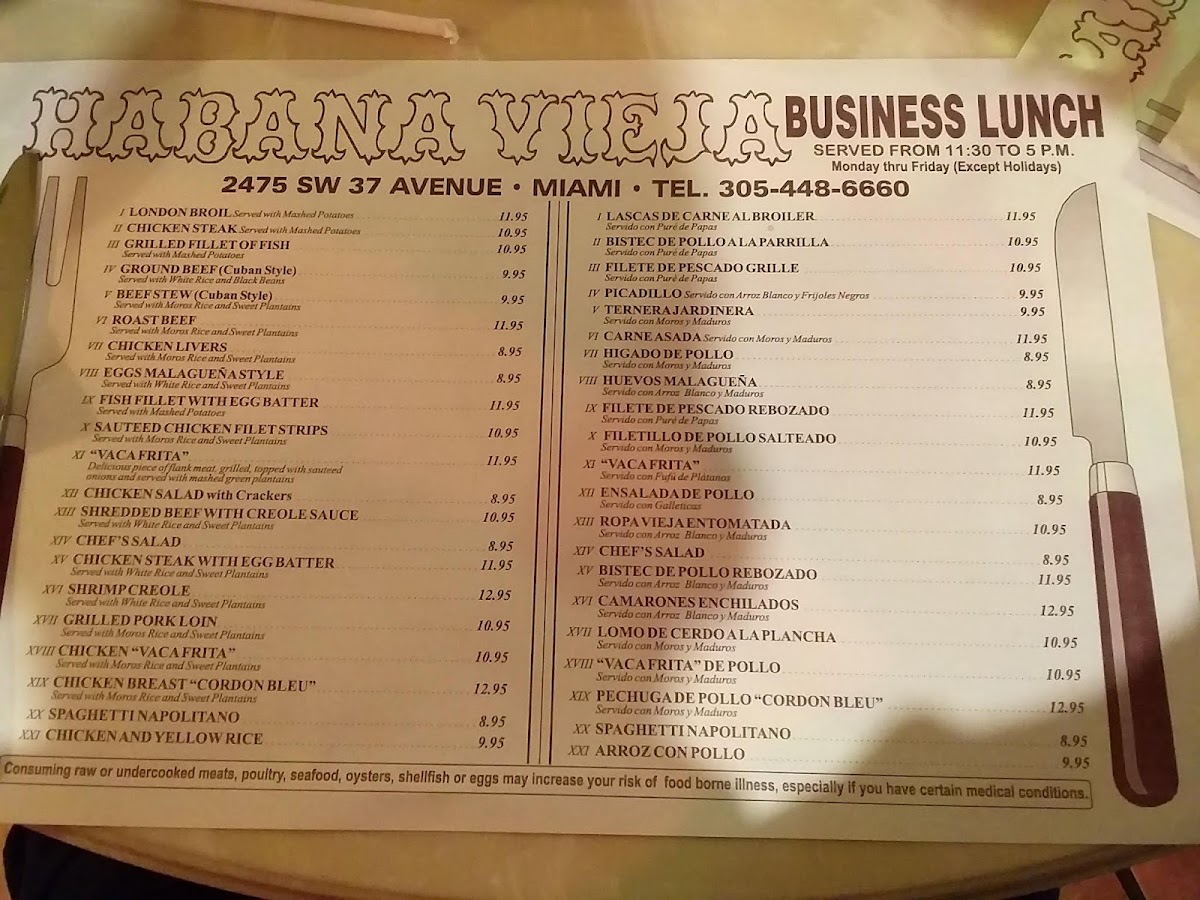 HABANA VIEJA BUSINESS LUNCH
SERVED FROM 11:30 TO 5 P.M.
Monday thru Friday (Except Holidays)
2475 SW 37 AVENUE • MIAMI • TEL. 305-448-6660
I LONDON BROIL Served with Mashed Potatoes 11.95
II CHICKEN STEAK Served with Mashed Potatoes 10.95
III GRILLED FILLET OF FISH 10.95
Served with Mashed Potatoes
IV GROUND BEEF (Cuban Style) 9.95
Served with White Rice and Black Beans
V BEEF STEW (Cuban Style) 9.95
Served with Moros Rice and Sweet Plantains
VI ROAST BEEF 11.95
Served with Moros Rice and Sweet Plantains
VII CHICKEN LIVERS 8.95
Served with Moros Rice and Sweet Plantains
VIII EGGS MALAGUEÑA STYLE 8.95
Served with White Rice and Sweet Plantains
IX FISH FILLET WITH EGG BATTER 11.95
Served with Mashed Potatoes
X SAUTEED CHICKEN FILET STRIPS 10.95
Served with Moros Rice and Sweet Plantains
XI "VACA FRITA" 11.95
Delicious piece of flank meat, grilled, topped with sauteed
onions and served with mashed green plantains
XII CHICKEN SALAD with Crackers 8.95
XIII SHREDDED BEEF WITH CREOLE SAUCE 10.95
Served with White Rice and Sweet Plantains
XIV CHEF'S SALAD 8.95
XV CHICKEN STEAK WITH EGG BATTER 11.95
Served with White Rice and Sweet Plantains
XVI SHRIMP CREOLE 12.95
Served with White Rice and Sweet Plantains
XVII GRILLED PORK LOIN 10.95
Served with Moros Rice and Sweet Plantains
XVIII CHICKEN "VACA FRITA" 10.95
Served with Moros Rice and Sweet Plantains
XIX CHICKEN BREAST "CORDON BLEU" 12.95
Served with Moros Rice and Sweet Plantains
XX SPAGHETTI NAPOLITANO 8.95
XXI CHICKEN AND YELLOW RICE 9.95
I LASCAS DE CARNE AL BROILER 11.95
Servido con Puré de Papas
II BISTEC DE POLLO A LA PARRILLA 10.95
Servido con Puré de Papas
III FILETE DE PESCADO GRILLE 10.95
Servido con Puré de Papas
IV PICADILLO Servido con Arroz Blanco y Frijoles Negros 9.95
V TERNERA JARDINERA 9.95
Servido con Moros y Maduros
VI CARNE ASADA Servido con Moros y Maduros 11.95
VII HIGADO DE POLLO 8.95
Servido con Moros y Maduros
VIII HUEVOS MALAGUEÑA 8.95
Servido con Arroz Blanco y Maduros
IX FILETE DE PESCADO REBOZADO 11.95
Servido con Puré de Papas
X FILETILLO DE POLLO SALTEADO 10.95
Servido con Moros y Maduros
XI "VACA FRITA" 11.95
Servido con Fufú de Plátanos
XII ENSALADA DE POLLO 8.95
Servido con Galleticas
XIII ROPA VIEJA ENTOMATADA 10.95
Servido con Arroz Blanco y Maduros
XIV CHEF'S SALAD 8.95
XV BISTEC DE POLLO REBOZADO 11.95
Servido con Arroz Blanco y Maduros
XVI CAMARONES ENCHILADOS 12.95
Servido con Arroz Blanco y Maduros
XVII LOMO DE CERDO A LA PLANCHA 10.95
Servido con Moros y Maduros
XVIII "VACA FRITA" DE POLLO 10.95
Servido con Moros y Maduros
XIX PECHUGA DE POLLO "CORDON BLEU" 12.95
Servido con Moros y Maduros
XX SPAGHETTI NAPOLITANO 8.95
XXI ARROZ CON POLLO 9.95
Consuming raw or undercooked meats, poultry, seafood, oysters, shellfish or eggs may increase your risk of food borne illness, especially if you have certain medical conditions.